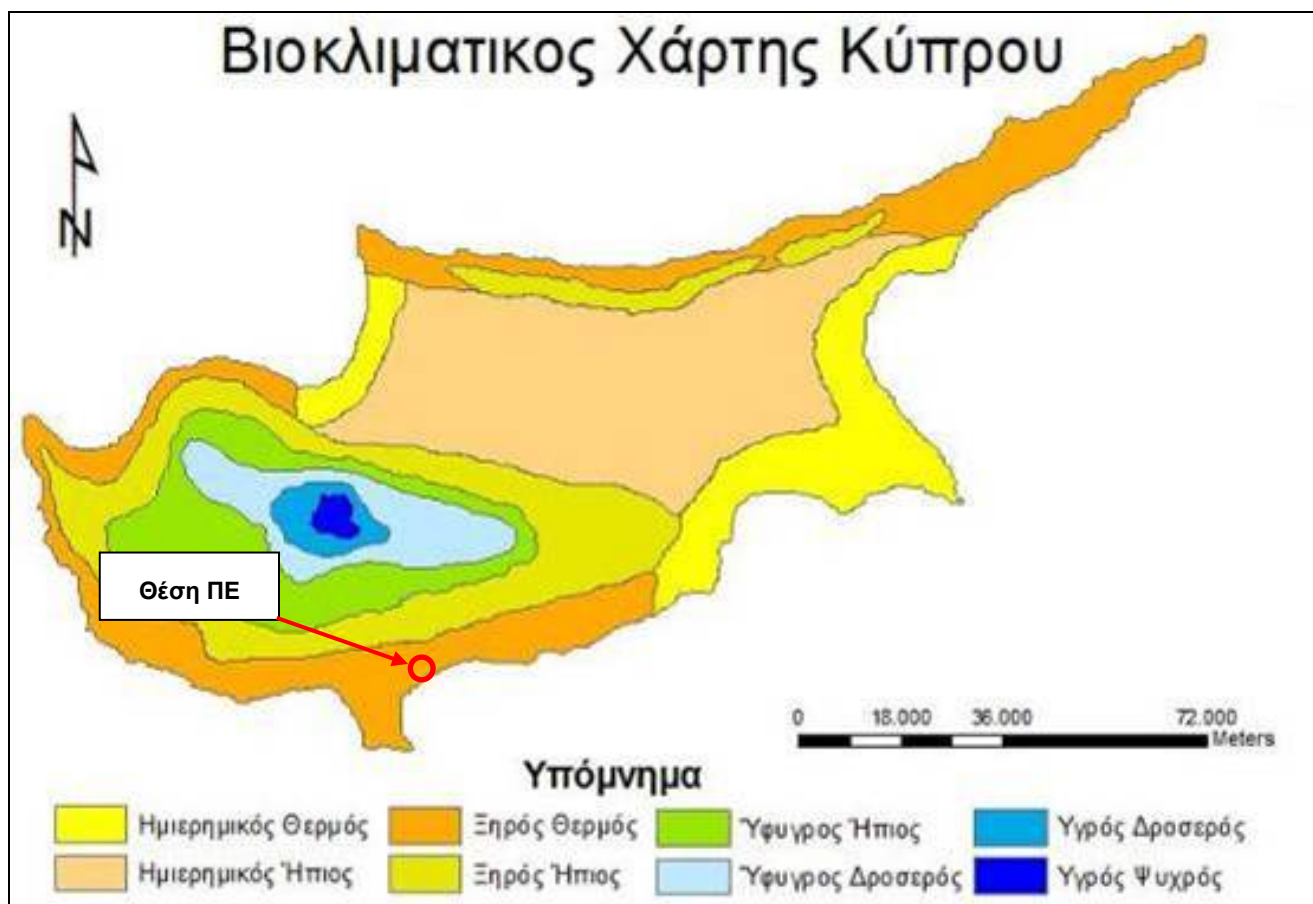 Βιοκλιματικος Χάρτης Κύπρου
N
Θέση ΠΕ
0 18.000 36.000 72.000
Meters
Υπόμνημα
Ημιερημικός Θερμός Ξηρός Θερμός Ύφυγρος Ήπιος Υγρός Δροσερός
Ημιερημικός Ήπιος Ξηρός Ήπιος Ύφυγρος Δροσερός Υγρός Ψυχρός